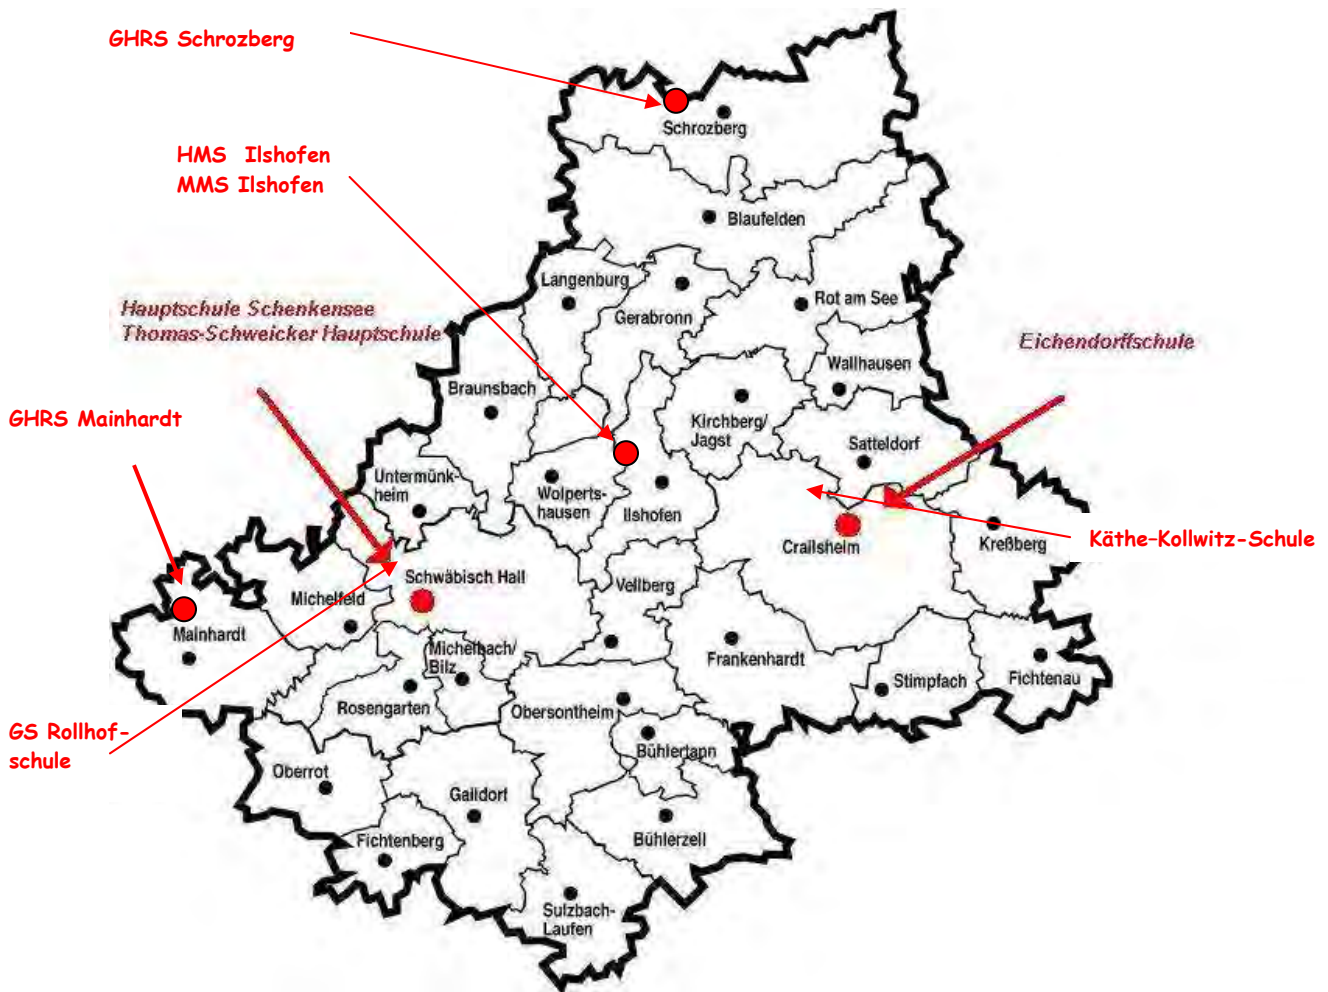 GHRS Schrozberg
Schrozberg
HMS Ilshofen
MMS Ilshofen
Blaufelden
Langenburg
Gerabronn
Rot am See
Hauptschule Schenkensee
Thomas-Schweicker Hauptschule
Eichendorffschule
Wallhausen
Braunsbach
Kirchberg/
Jagst
GHRS Mainhardt
Satteldorf
Untermünk-
heim
Wolperts-
hausen
Ilshofen
Crailsheim
Kreßberg
Käthe-Kollwitz-Schule
Schwäbisch Hall
Vellberg
Michelfeld
Mainhardt
Michelbach/
Bilz
Frankenhardt
Stimpfach
Fichtenau
Rosengarten
Obersontheim
GS Rollhof-
schule
Bühlertann
Oberrot
Gaildorf
Bühlerzell
Fichtenberg
Sulzbach-
Laufen